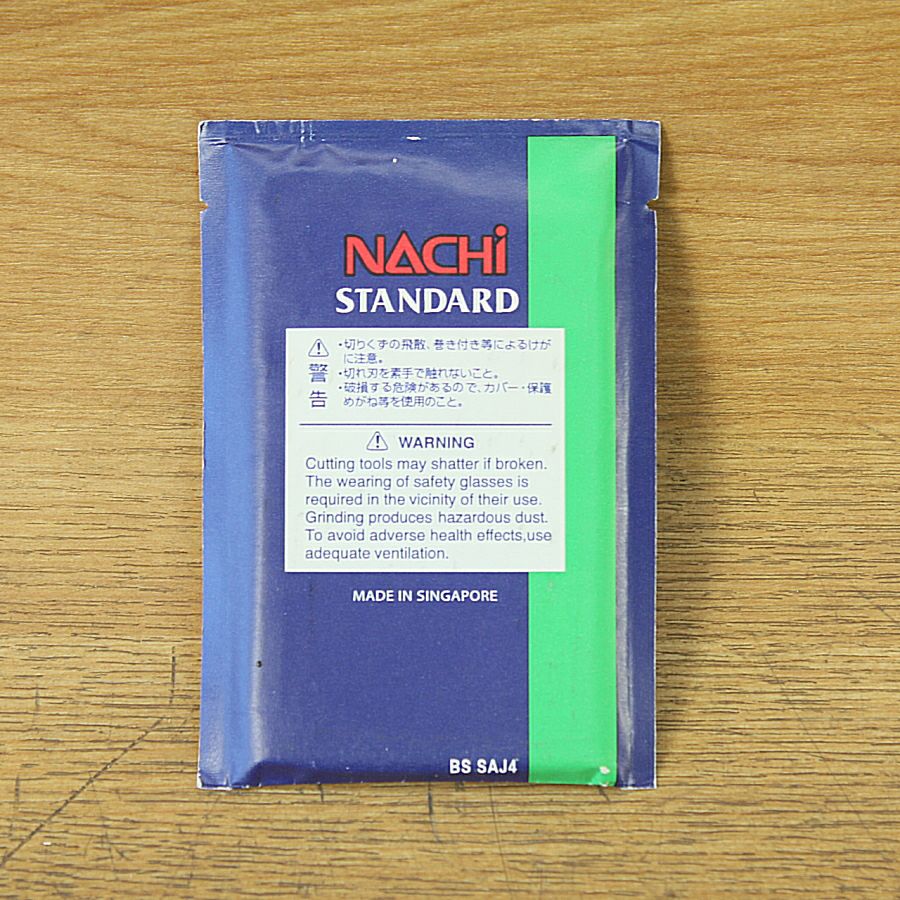 NACHi
STANDARD
・切りくずの飛散、巻き付き等によるけが
に注意。
警 ・切れ刃を素手で触れないこと。
・破損する危険があるので、カバー・保護
告 めがね等を使用のこと。
WARNING
Cutting tools may shatter if broken.
The wearing of safety glasses is
required in the vicinity of their use.
Grinding produces hazardous dust.
To avoid adverse health effects,use
adequate ventilation.
MADE IN SINGAPORE
BS SAJ4